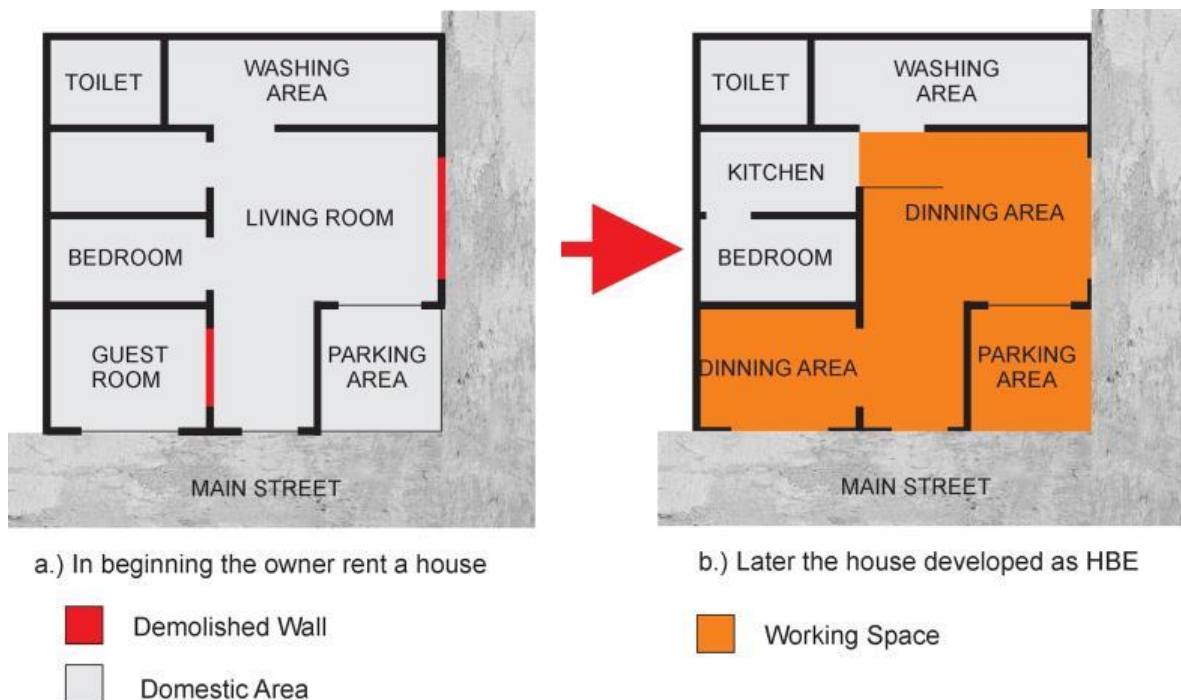 TOILET
WASHING
AREA
LIVING ROOM
BEDROOM
GUEST
ROOM
PARKING
AREA
MAIN STREET
a.) In beginning the owner rent a house
Demolished Wall
Domestic Area
TOILET
WASHING
AREA
KITCHEN
DINNING AREA
BEDROOM
DINNING AREA
PARKING
AREA
MAIN STREET
b.) Later the house developed as HBE
Working Space